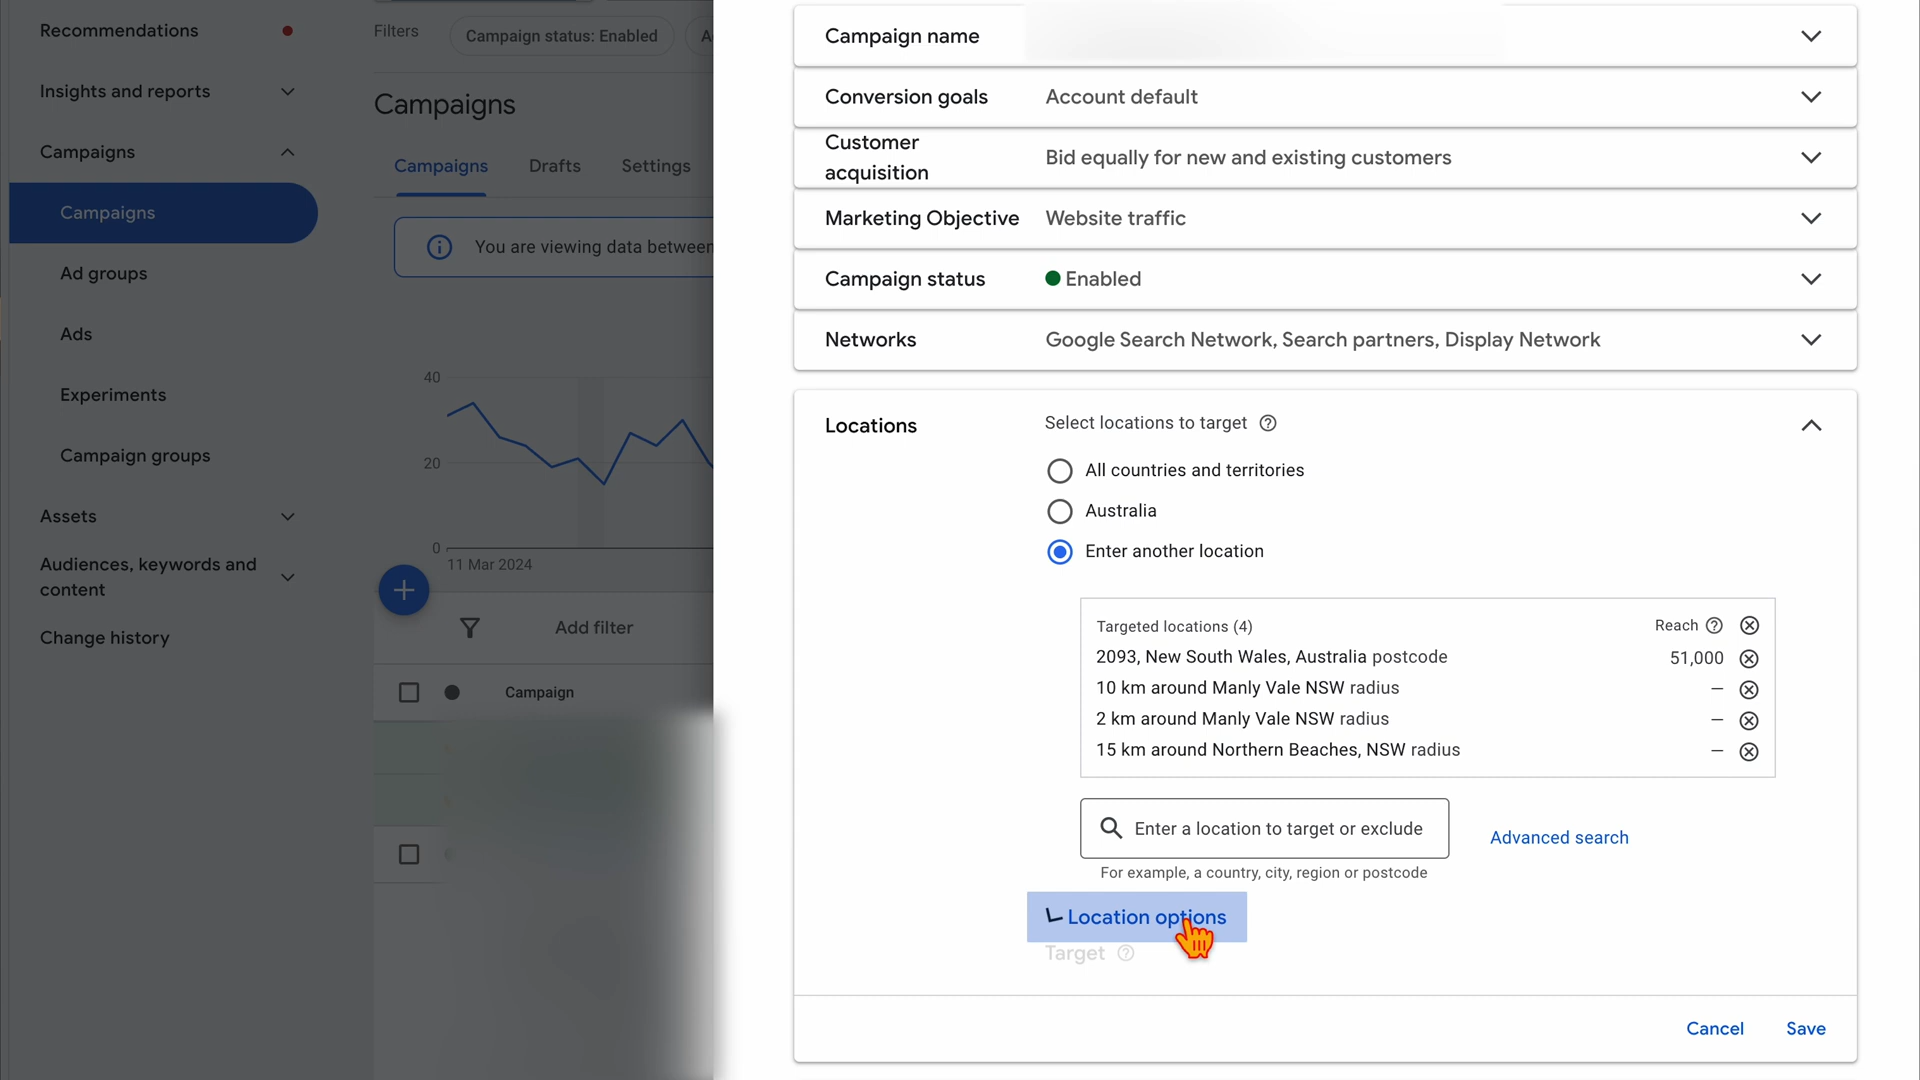 Recommendations
Insights and reports
Campaigns
Campaigns
Ad groups
Ads
Experiments
Campaign groups
Assets
Audiences, keywords and
content
Change history
Filters
Campaign status: Enabled
Campaigns
Campaigns Drafts Settings
You are viewing data between
40
20
0
11 Mar 2024
Add filter
Campaign
Campaign name
Conversion goals Account default
Customer
acquisition
Bid equally for new and existing customers
Marketing Objective Website traffic
Campaign status Enabled
Networks Google Search Network, Search partners, Display Network
Locations
Select locations to target
All countries and territories
Australia
Enter another location
Targeted locations (4) Reach
2093, New South Wales, Australia postcode 51,000
10 km around Manly Vale NSW radius –
2 km around Manly Vale NSW radius –
15 km around Northern Beaches, NSW radius –
Enter a location to target or exclude
Advanced search
For example, a country, city, region or postcode
Location options
Target
Cancel Save